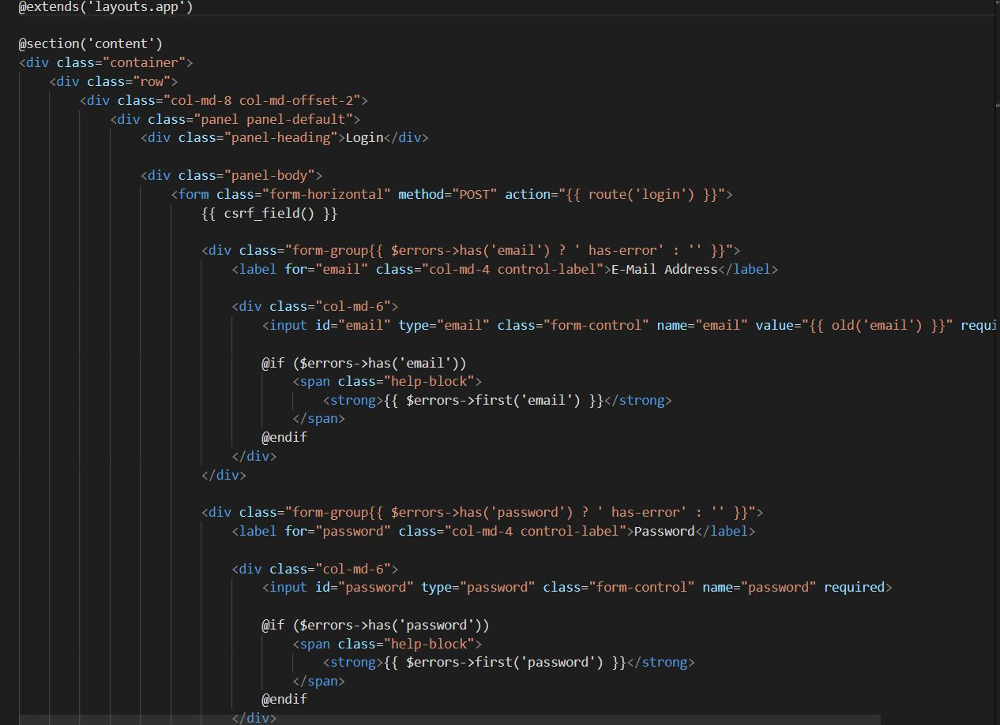 @extends('layouts.app')
@section('content')
<div class="container">
<div class="row">
<div class="col-md-8 col-md-offset-2">
<div class="panel panel-default">
<div class="panel-heading">Login</div>
<div class="panel-body">
<form class="form-horizontal" method="POST" action="{{ route('login') }}">
{{ csrf_field() }}
<div class="form-group{{ $errors->has('email') ? ' has-error' : '' }}">
<label for="email" class="col-md-4 control-label">E-Mail Address</label>
<div class="col-md-6">
<input id="email" type="email" class="form-control" name="email" value="{{ old('email') }}" requi
@if ($errors->has('email'))
<span class="help-block">
<strong>{{ $errors->first('email') }}</strong>
</span>
@endif
</div>
</div>
<div class="form-group{{ $errors->has('password') ? ' has-error' : '' }}">
<label for="password" class="col-md-4 control-label">Password</label>
<div class="col-md-6">
<input id="password" type="password" class="form-control" name="password" required>
@if ($errors->has('password'))
<span class="help-block">
<strong>{{ $errors->first('password') }}</strong>
</span>
@endif
</div>